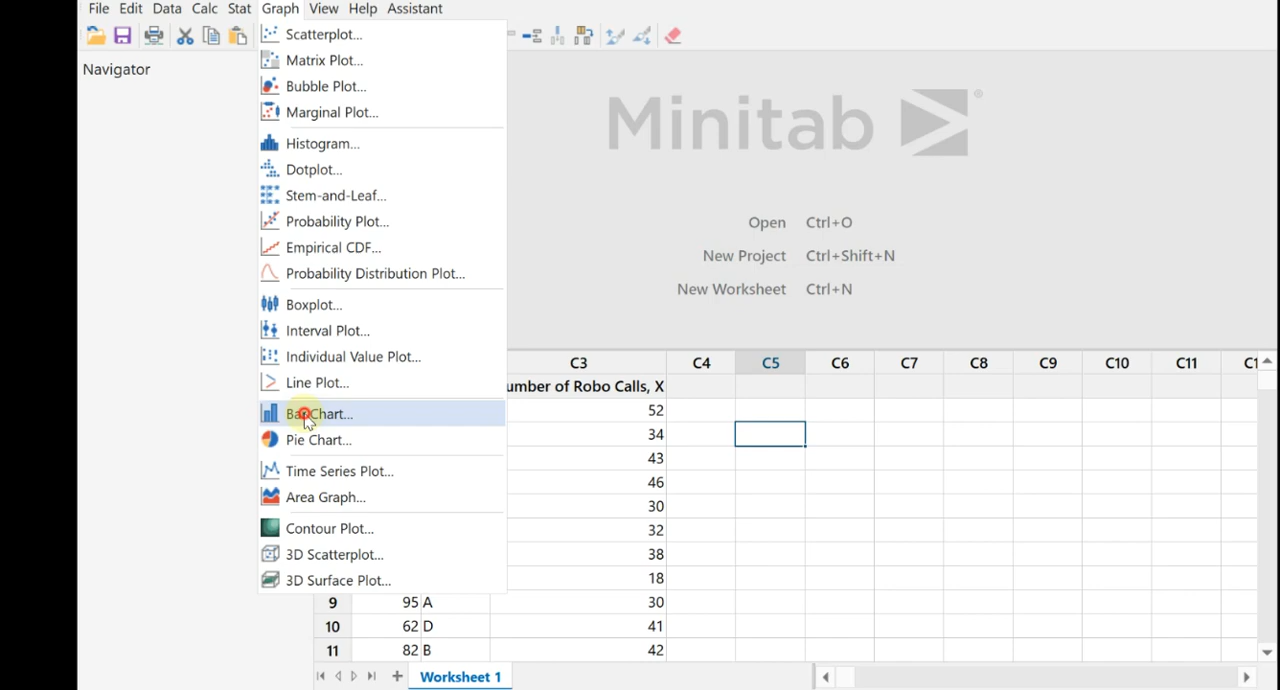 File Edit Data Calc Stat Graph View Help Assistant
Navigator
Scatterplot...
Matrix Plot...
Bubble Plot...
Marginal Plot...
Histogram...
Dotplot...
Stem-and-Leaf...
Probability Plot...
Empirical CDF...
Probability Distribution Plot...
Boxplot...
Interval Plot...
Individual Value Plot...
Line Plot...
Bar Chart...
Pie Chart...
Time Series Plot...
Area Graph...
Contour Plot...
3D Scatterplot...
3D Surface Plot...
Minitab
Open Ctrl+O
New Project Ctrl+Shift+N
New Worksheet Ctrl+N
C3 C4 C5 C6 C7 C8 C9 C10 C11 C1
umber of Robo Calls, X
52
34
43
46
30
32
38
18
9 95 A 30
10 62 D 41
11 82 B 42
Worksheet 1